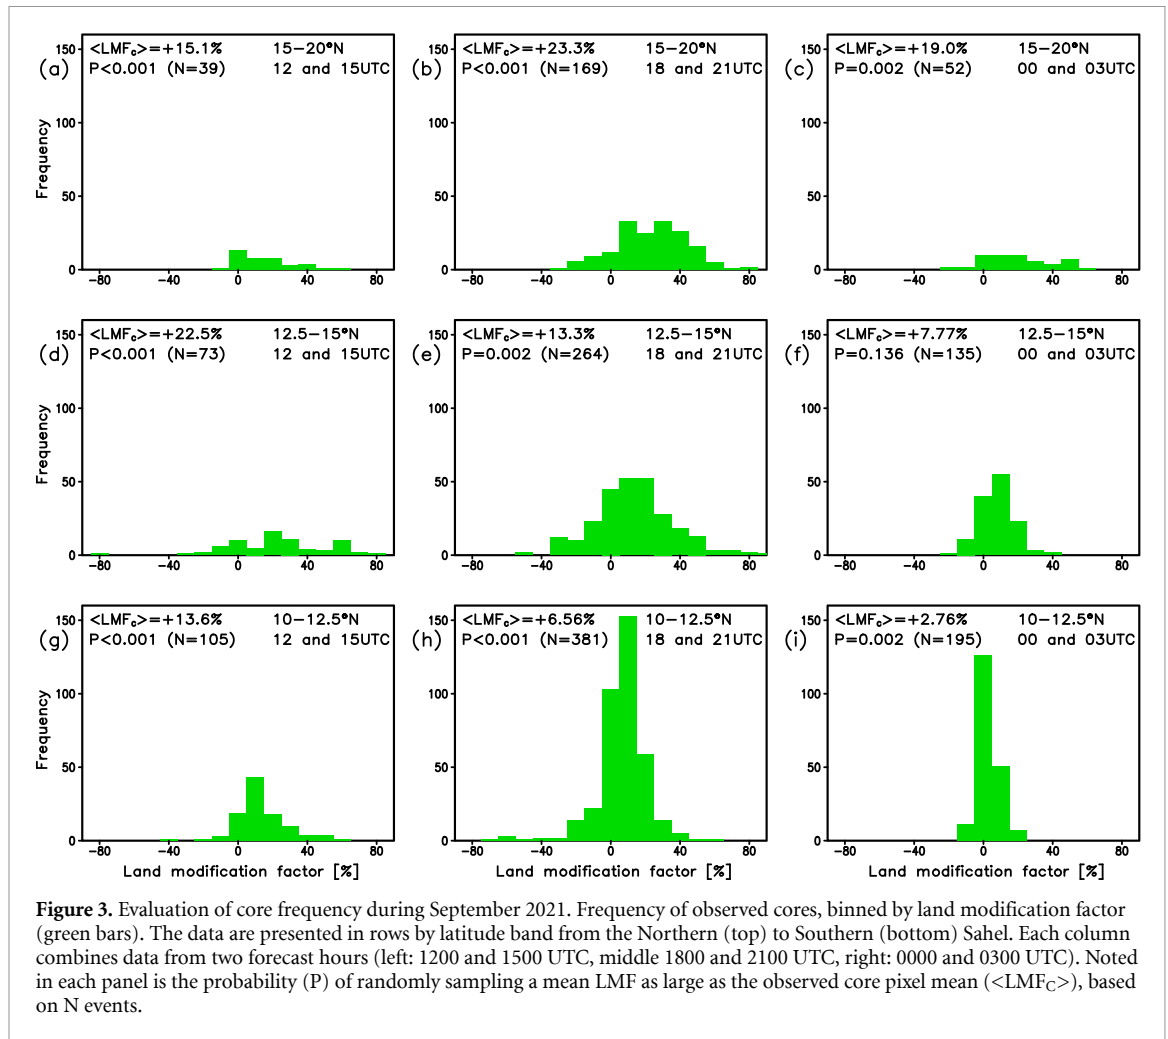 (a) <LMFc>=+15.1% 15−20°N
P<0.001 (N=39) 12 and 15UTC
150
100
50
0
Frequency
−80 −40 0 40 80
(b) <LMFc>=+23.3% 15−20°N
P<0.001 (N=169) 18 and 21UTC
150
100
50
0
−80 −40 0 40 80
(c) <LMFc>=+19.0% 15−20°N
P=0.002 (N=52) 00 and 03UTC
150
100
50
0
−80 −40 0 40 80
(d) <LMFc>=+22.5% 12.5−15°N
P<0.001 (N=73) 12 and 15UTC
150
100
50
0
Frequency
−80 −40 0 40 80
(e) <LMFc>=+13.3% 12.5−15°N
P=0.002 (N=264) 18 and 21UTC
150
100
50
0
−80 −40 0 40 80
(f) <LMFc>=+7.77% 12.5−15°N
P=0.136 (N=135) 00 and 03UTC
150
100
50
0
−80 −40 0 40 80
(g) <LMFc>=+13.6% 10−12.5°N
P<0.001 (N=105) 12 and 15UTC
150
100
50
0
Frequency
−80 −40 0 40 80
Land modification factor [%]
(h) <LMFc>=+6.56% 10−12.5°N
P<0.001 (N=381) 18 and 21UTC
150
100
50
0
−80 −40 0 40 80
Land modification factor [%]
(i) <LMFc>=+2.76% 10−12.5°N
P=0.002 (N=195) 00 and 03UTC
150
100
50
0
−80 −40 0 40 80
Land modification factor [%]
Figure 3. Evaluation of core frequency during September 2021. Frequency of observed cores, binned by land modification factor
(green bars). The data are presented in rows by latitude band from the Northern (top) to Southern (bottom) Sahel. Each column
combines data from two forecast hours (left: 1200 and 1500 UTC, middle 1800 and 2100 UTC, right: 0000 and 0300 UTC). Noted
in each panel is the probability (P) of randomly sampling a mean LMF as large as the observed core pixel mean (<LMFC>), based
on N events.